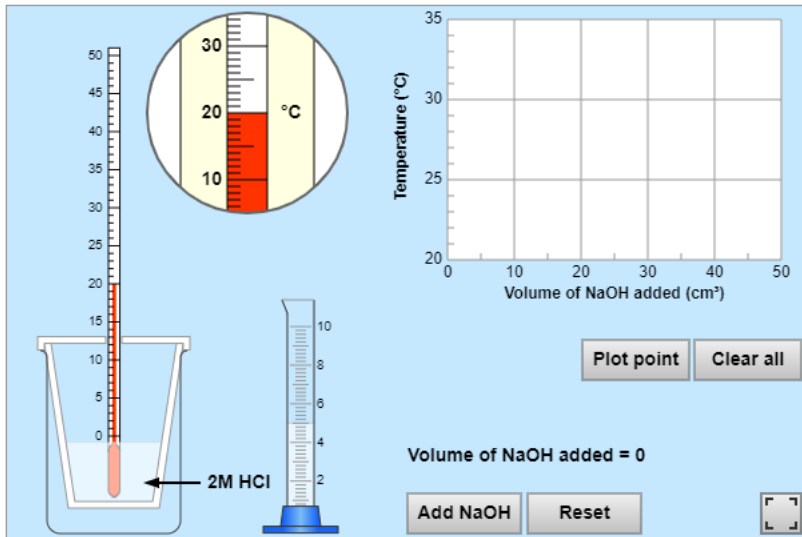 50
45
40
35
30
25
20
15
10
5
0
30
20
10
°C
10
8
6
4
2
2M HCl
Temperature (°C)
35
30
25
20
0 10 20 30 40 50
Volume of NaOH added (cm³)
Plot point Clear all
Volume of NaOH added = 0
Add NaOH Reset